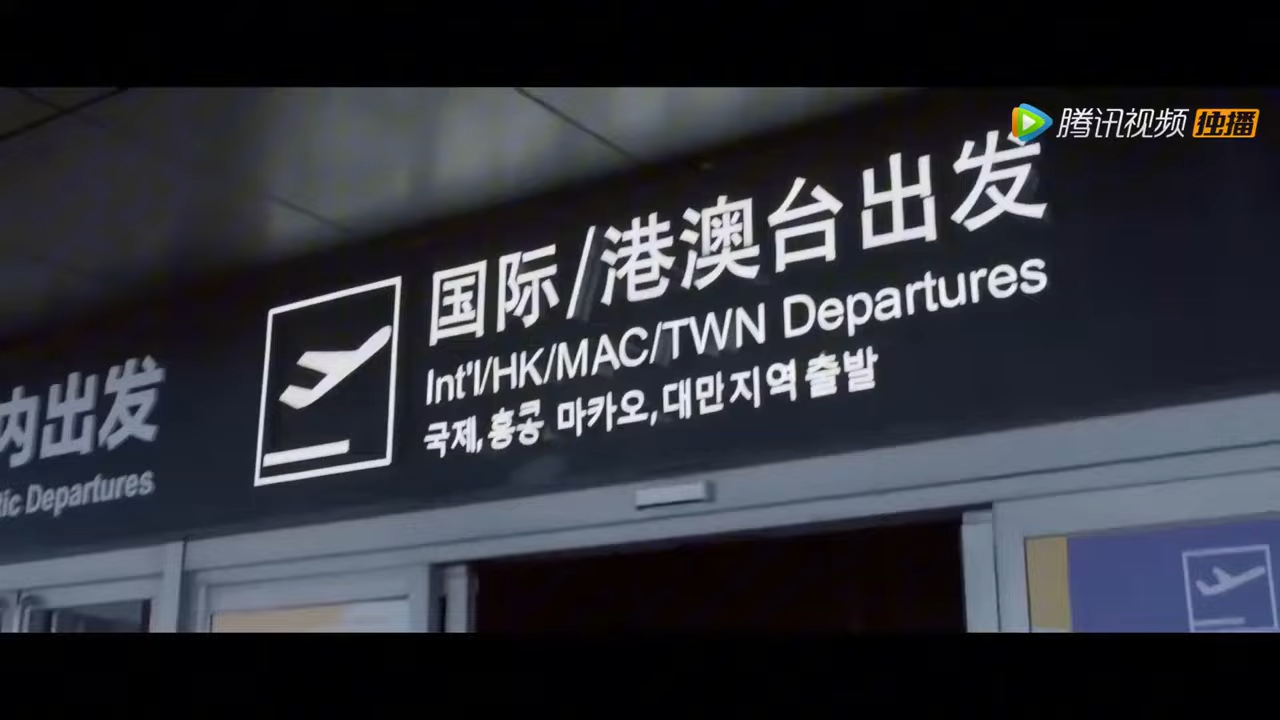 腾讯视频 独播
国际/港澳台出发
Int'l/HK/MAC/TWN Departures
국제, 홍콩 마카오, 대만 지역 출발
内出发
Departures